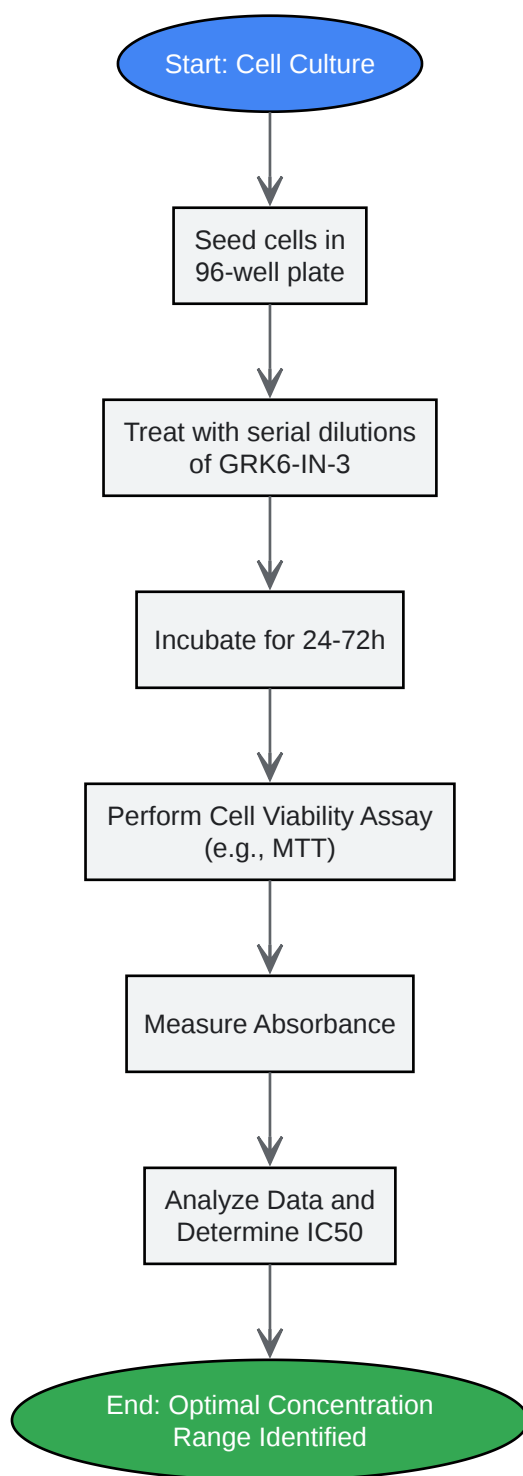 Start: Cell Culture
Seed cells in
96-well plate
Treat with serial dilutions
of GRK6-IN-3
Incubate for 24-72h
Perform Cell Viability Assay
(e.g., MTT)
Measure Absorbance
Analyze Data and
Determine IC50
End: Optimal Concentration
Range Identified